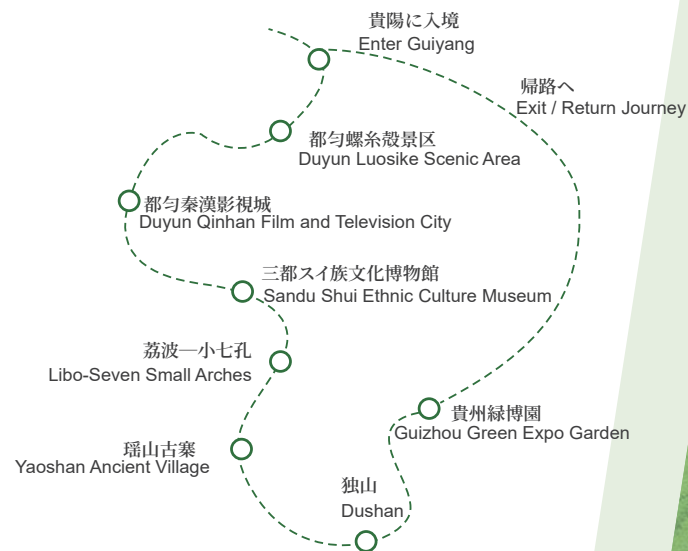 貴陽に入境
Enter Guiyang
帰路へ
Exit / Return Journey
都匀螺糸殻景区
Duyun Luosike Scenic Area
都匀秦漢影視城
Duyun Qinhan Film and Television City
三都スイ族文化博物館
Sandu Shui Ethnic Culture Museum
荔波—小七孔
Libo-Seven Small Arches
貴州緑博園
Guizhou Green Expo Garden
瑶山古寨
Yaoshan Ancient Village
独山
Dushan